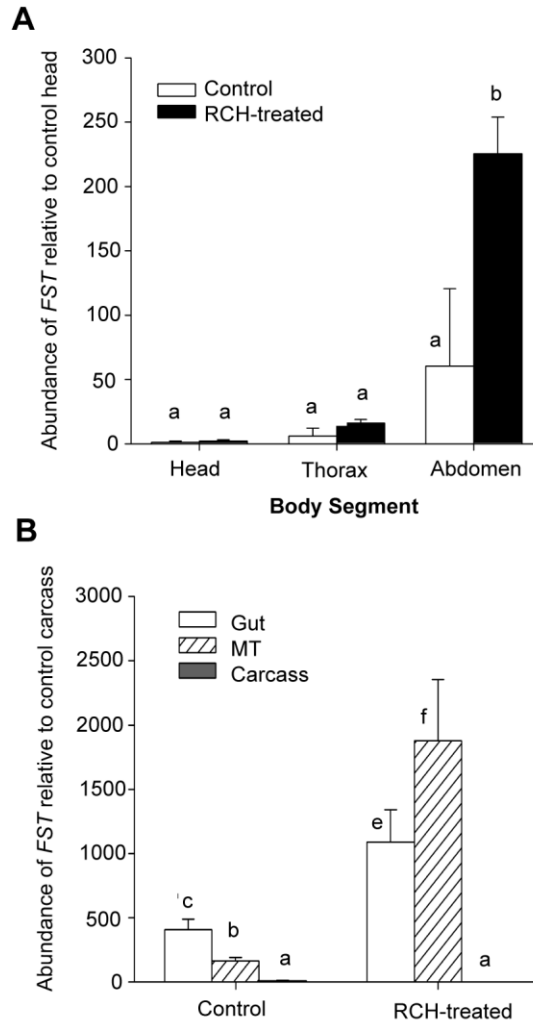 A
Abundance of FST relative to control head
300
250
200
150
100
50
0
Control
RCH-treated
a
a
a
a
a
b
Head
Thorax
Abdomen
Body Segment
B
Abundance of FST relative to control carcass
3000
2500
2000
1500
1000
500
0
Gut
MT
Carcass
c
b
a
e
f
a
Control
RCH-treated